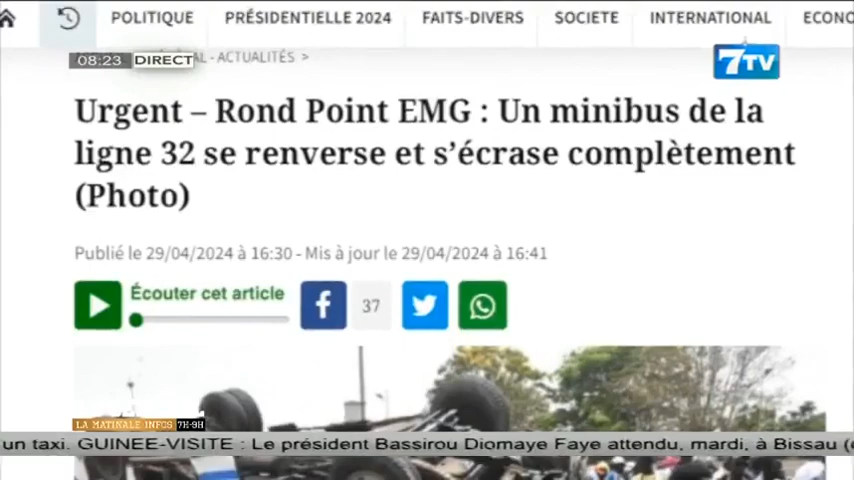 POLITIQUE PRÉSIDENTIELLE 2024 FAITS-DIVERS SOCIETE INTERNATIONAL ECONO
08:23 DIRECT AL - ACTUALITÉS >
7TV
Urgent – Rond Point EMG : Un minibus de la
ligne 32 se renverse et s'écrase complètement
(Photo)
Publié le 29/04/2024 à 16:30 - Mis à jour le 29/04/2024 à 16:41
Écouter cet article
37
LA MATINALE INFOS 7H-9H
un taxi. GUINEE-VISITE : Le président Bassirou Diomaye Faye attendu, mardi, à Bissau (